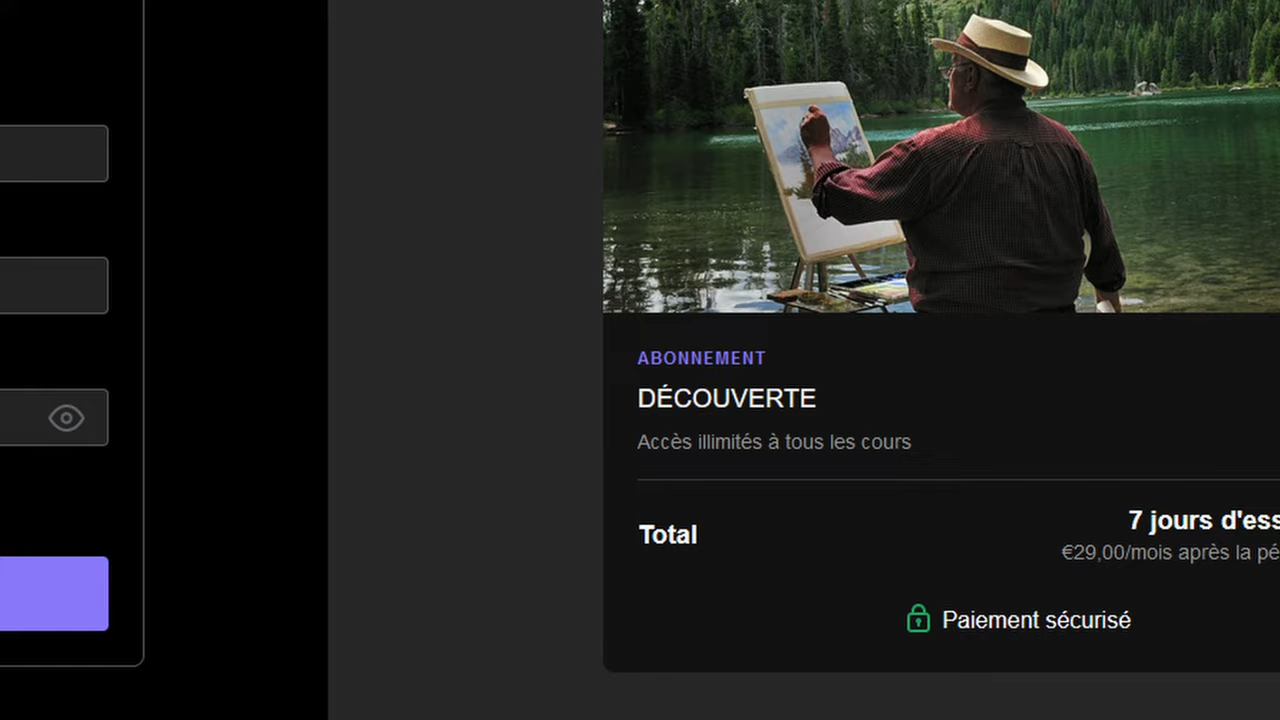 ABONNEMENT
DÉCOUVERTE
Accès illimités à tous les cours
Total
7 jours d'ess
€29,00/mois après la pé
Paiement sécurisé